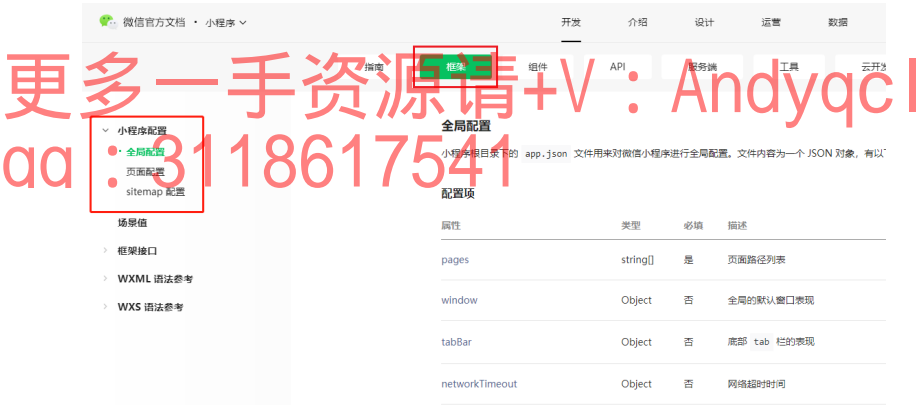 微信官方文档 · 小程序
开发 介绍 设计 运营 数据
指南 框架 组件 API 服务端 工具 云开发
更多一手资源请+V：Andyqcl
qq：3118617541
小程序配置
全局配置
页面配置
sitemap 配置
场景值
框架接口
WXML 语法参考
WXS 语法参考
全局配置
小程序根目录下的 app.json 文件用来对微信小程序进行全局配置。文件内容为一个 JSON 对象，有以下
配置项
属性 类型 必填 描述
pages string[] 是 页面路径列表
window Object 否 全局的默认窗口表现
tabBar Object 否 底部 tab 栏的表现
networkTimeout Object 否 网络超时时间